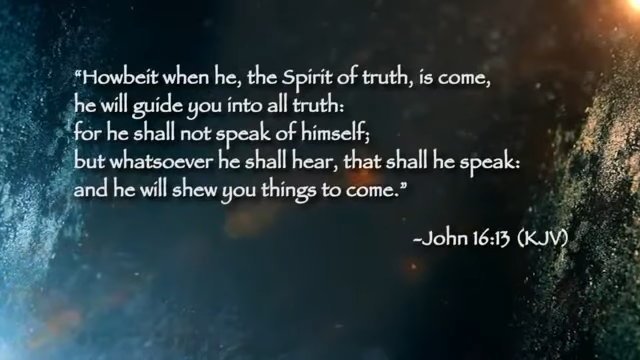 “Howbeit when he, the Spirit of truth, is come,
he will guide you into all truth:
for he shall not speak of himself;
but whatsoever he shall hear, that shall he speak:
and he will shew you things to come.”
~John 16:13 (KJV)